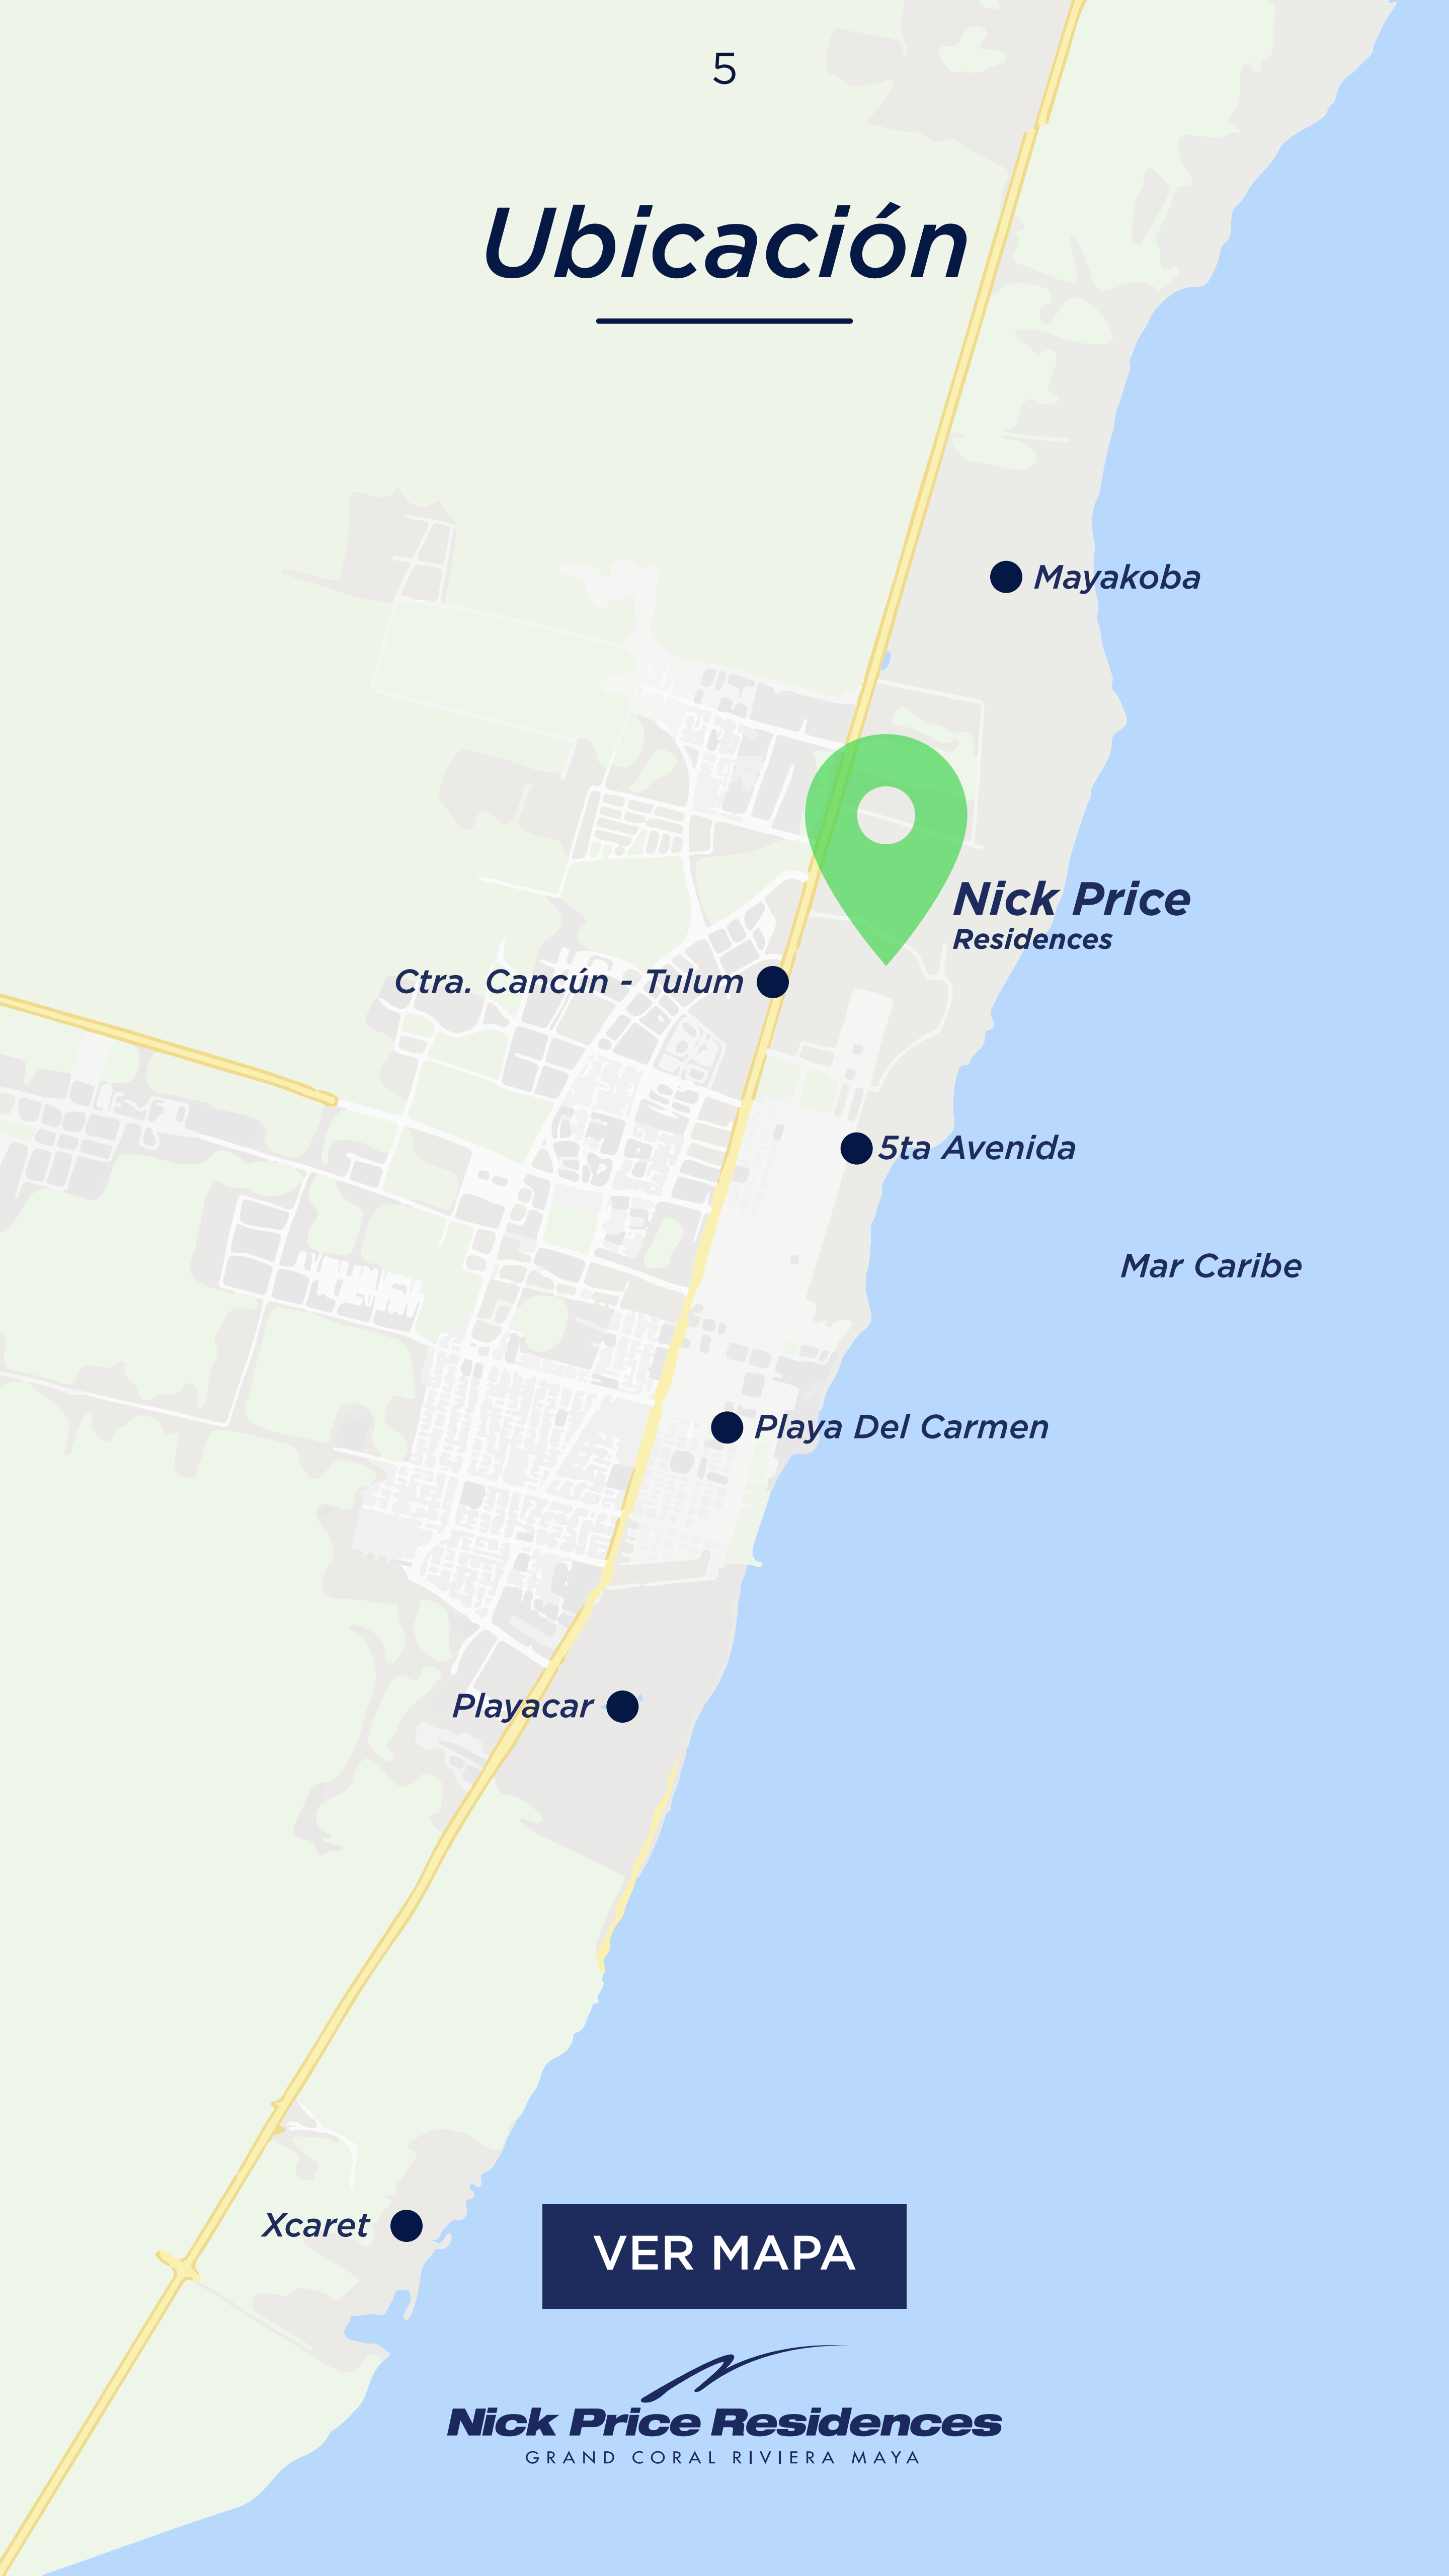 5
Ubicación
Mayakoba
Nick Price
Residences
Ctra. Cancún - Tulum
5ta Avenida
Mar Caribe
Playa Del Carmen
Playacar
Xcaret
VER MAPA
Nick Price Residences
GRAND CORAL RIVIERA MAYA